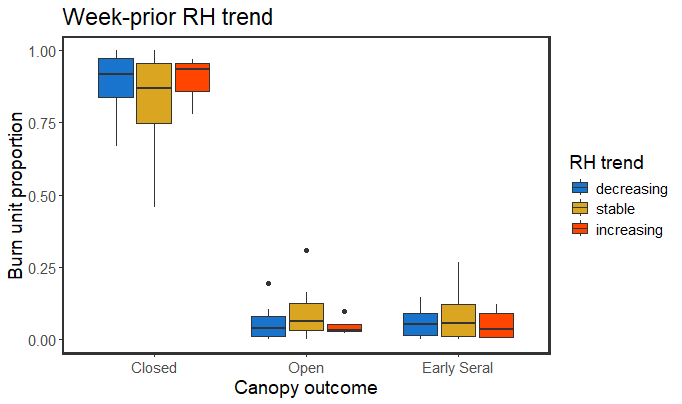 Week-prior RH trend
Burn unit proportion
1.00
0.75
0.50
0.25
0.00
Closed
Open
Early Seral
Canopy outcome
RH trend
decreasing
stable
increasing